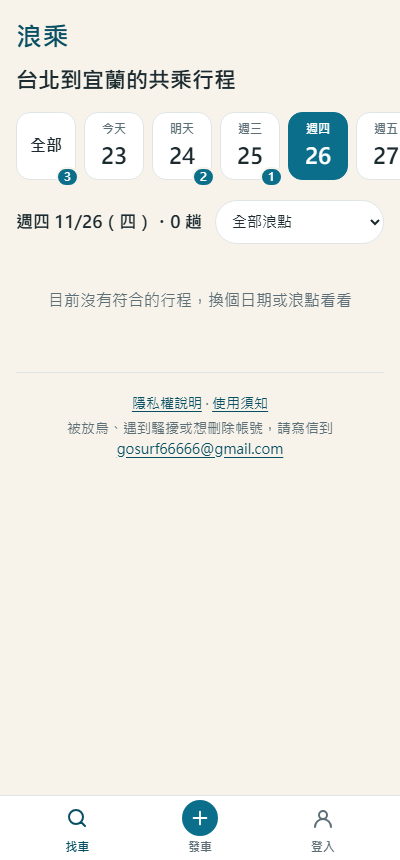 浪乘
台北到宜蘭的共乘行程
全部
3
今天
23
明天
24
2
週三
25
1
週四
26
週五
27
週四 11/26（四）・0 趟
全部浪點
目前沒有符合的行程，換個日期或浪點看看
隱私權說明 · 使用須知
被放鳥、遇到騷擾或想刪除帳號，請寫信到
gosurf66666@gmail.com
找車
發車
登入